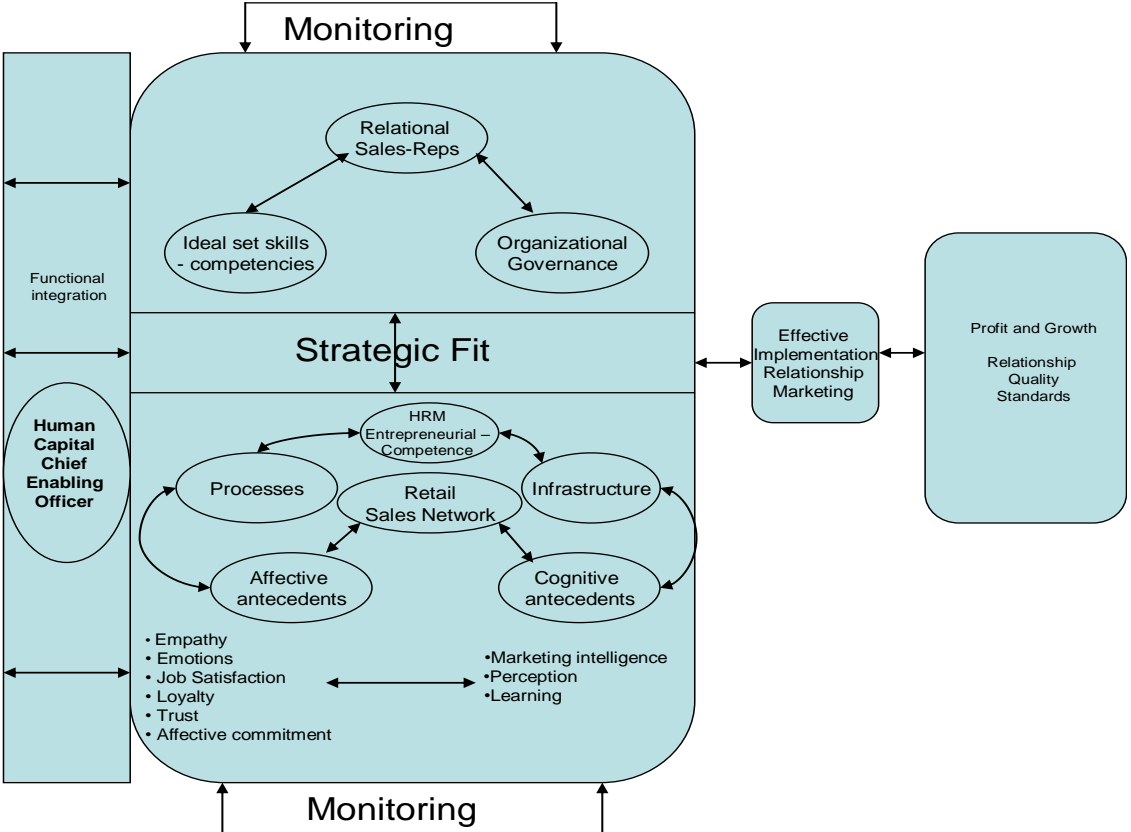 Monitoring
Relational
Sales-Reps
Ideal set skills
- competencies
Organizational
Governance
Functional
integration
Strategic Fit
Human
Capital
Chief
Enabling
Officer
HRM
Entrepreneurial –
Competence
Processes
Retail
Sales Network
Infrastructure
Affective
antecedents
Cognitive
antecedents
• Empathy
• Emotions
• Job Satisfaction
• Loyalty
• Trust
• Affective commitment
•Marketing intelligence
•Perception
•Learning
Effective
Implementation
Relationship
Marketing
Profit and Growth
Relationship
Quality
Standards
Monitoring